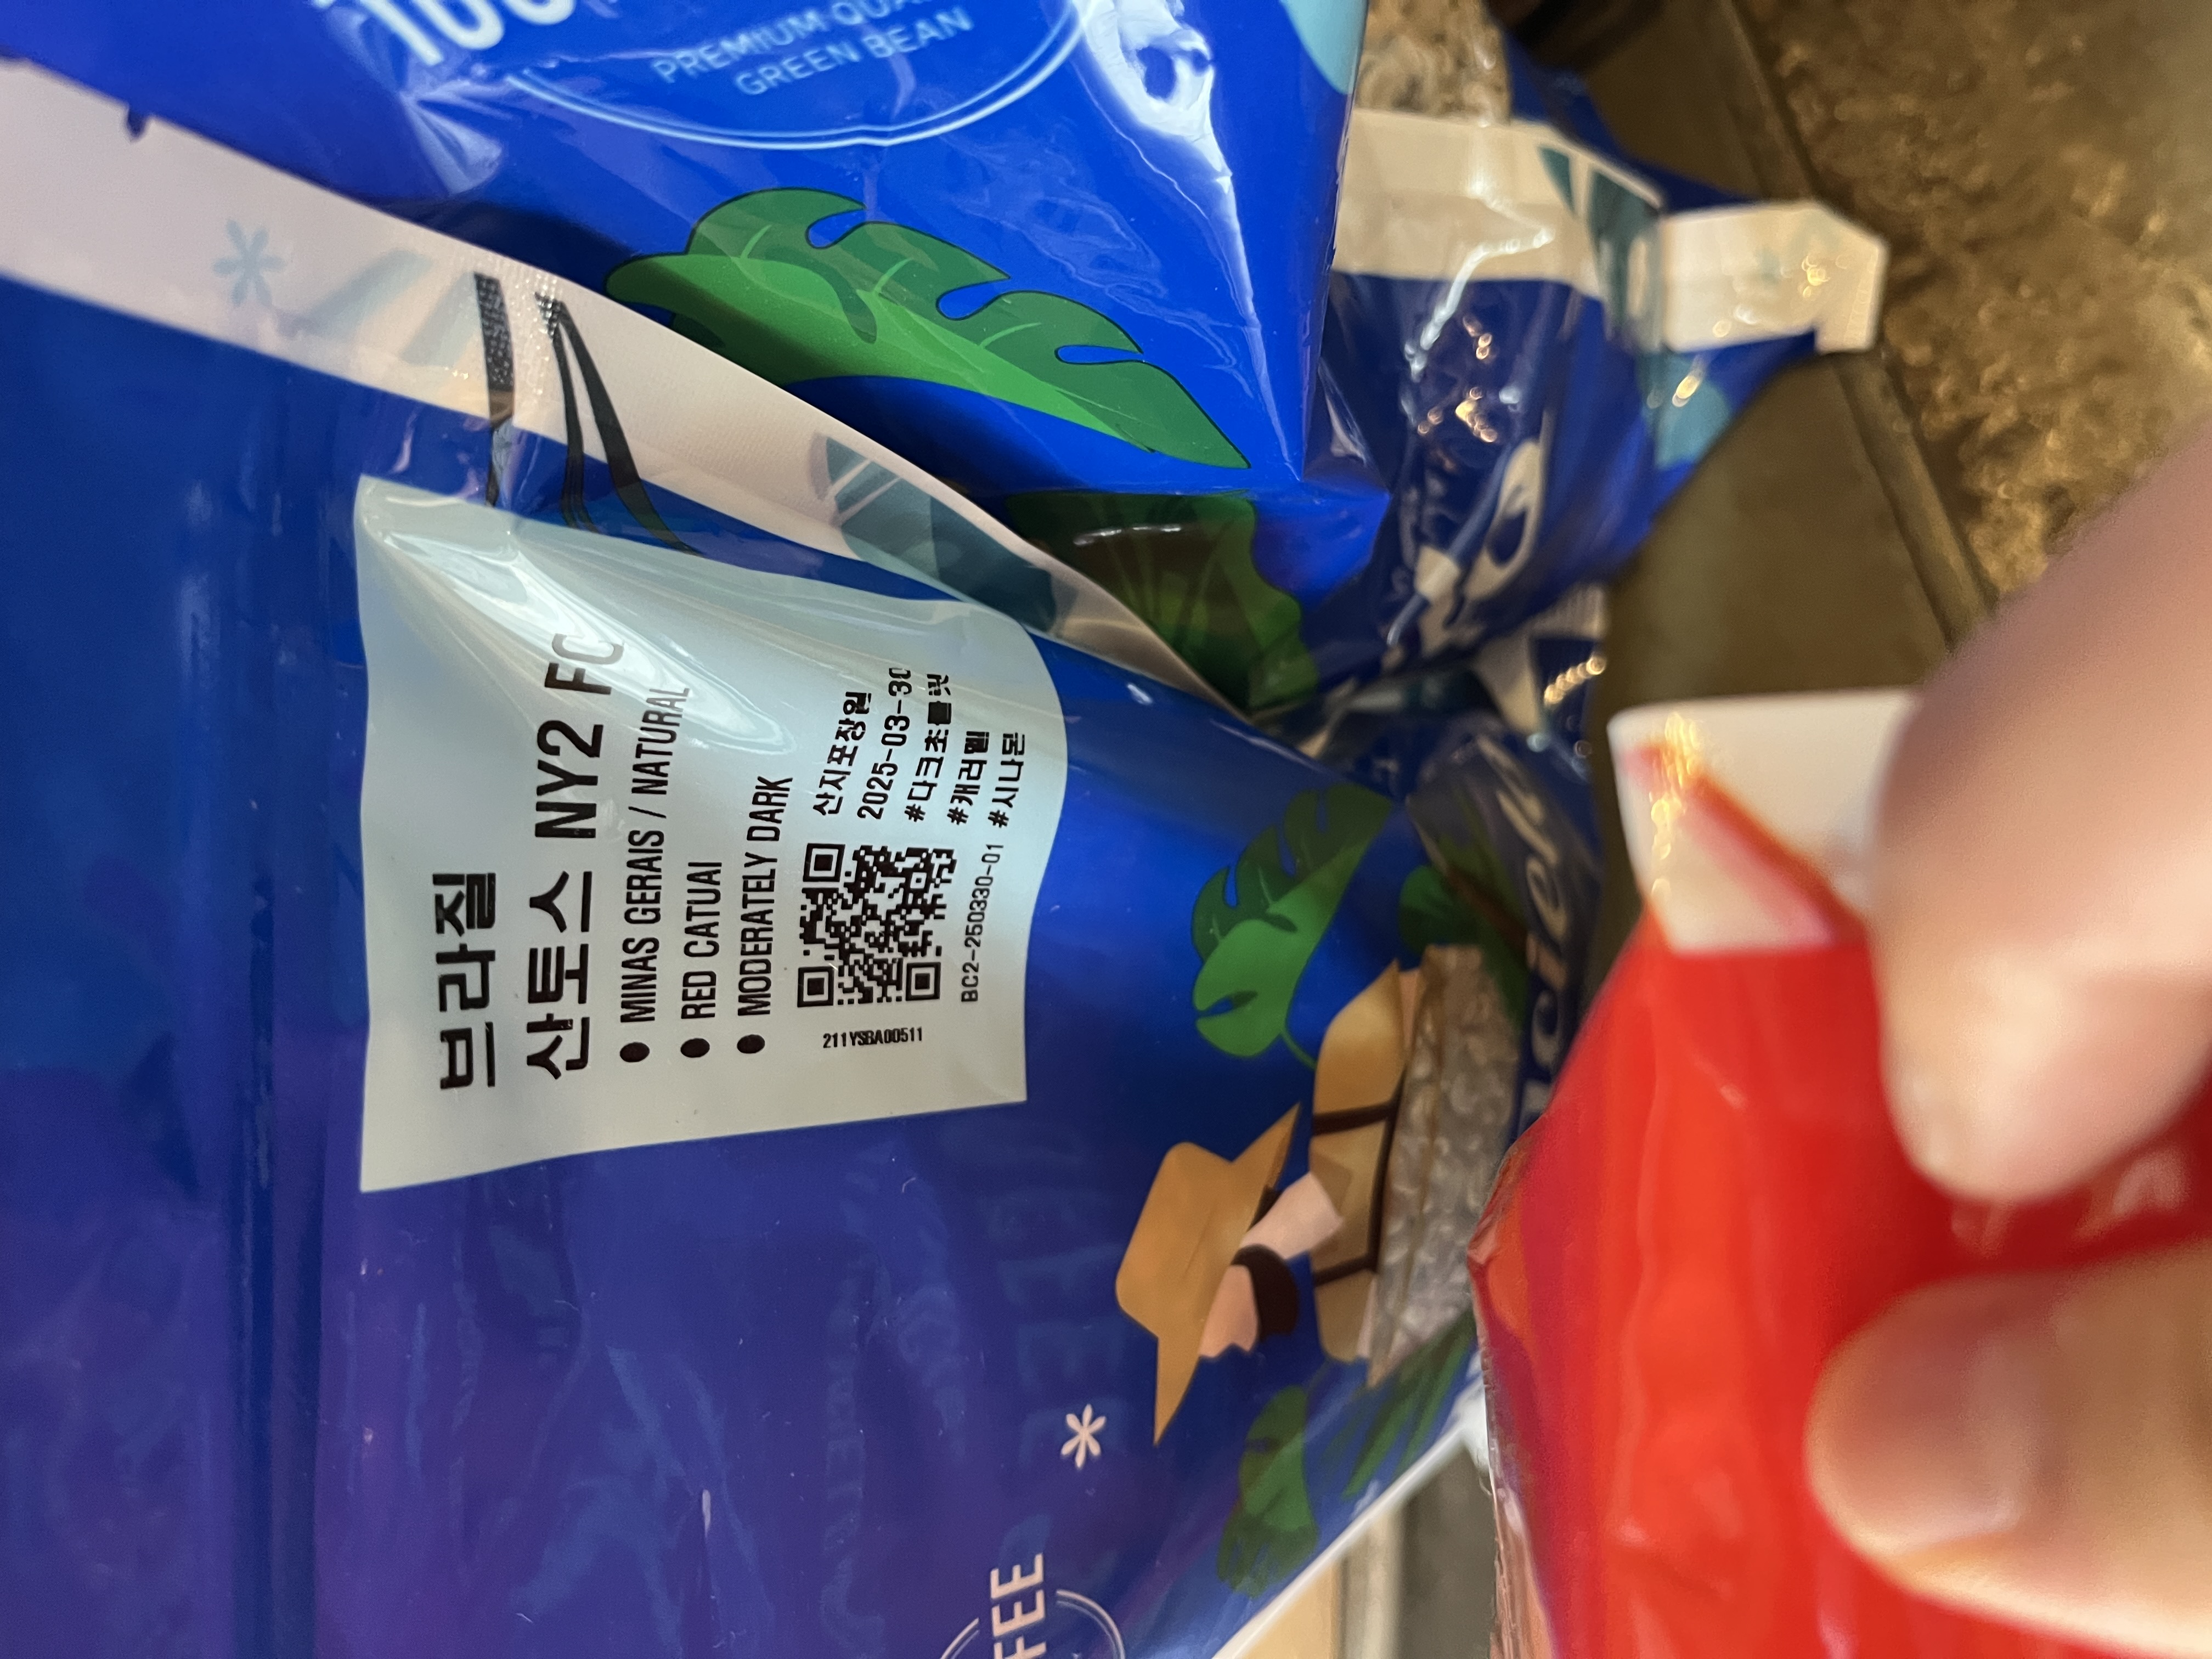 브라질
산토스 NY2 FC
● MINAS GERAIS / NATURAL
● RED CATUAI
● MODERATELY DARK
211YSBA00511
산지포장일
2025-03-30
#다크초콜릿
#캐러멜
#시나몬
BC2-250330-01
PREMIUM
GREEN BEAN